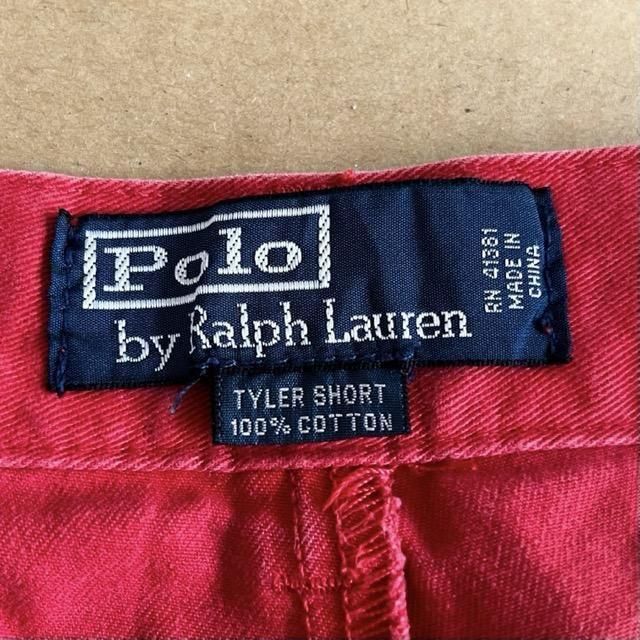 Polo
by Ralph Lauren
RN 41381
MADE IN
CHINA
TYLER SHORT
100% COTTON